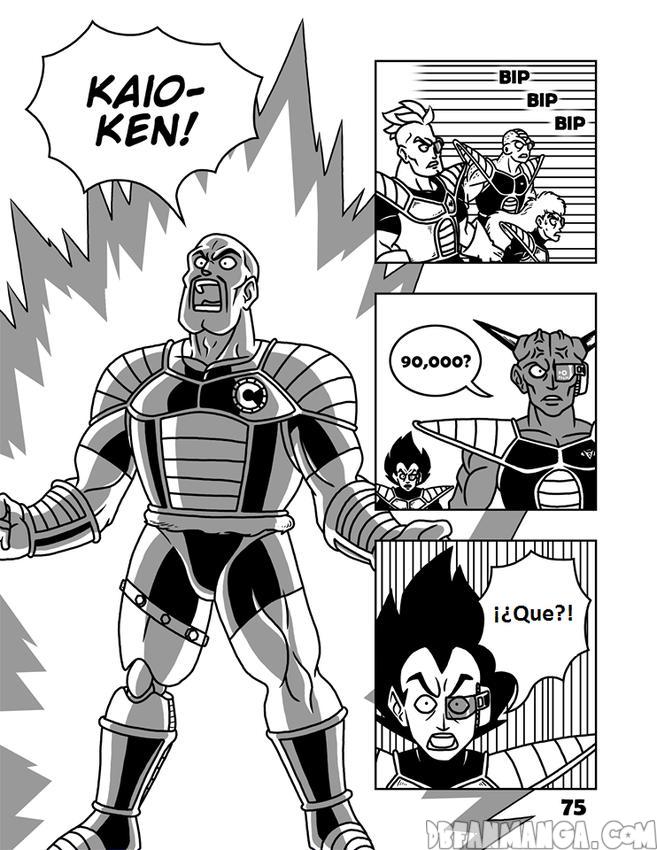 KAIO-
KEN!
BIP
BIP
BIP
90,000?
¡¿Que?!
75
DBFANMANGA.COM